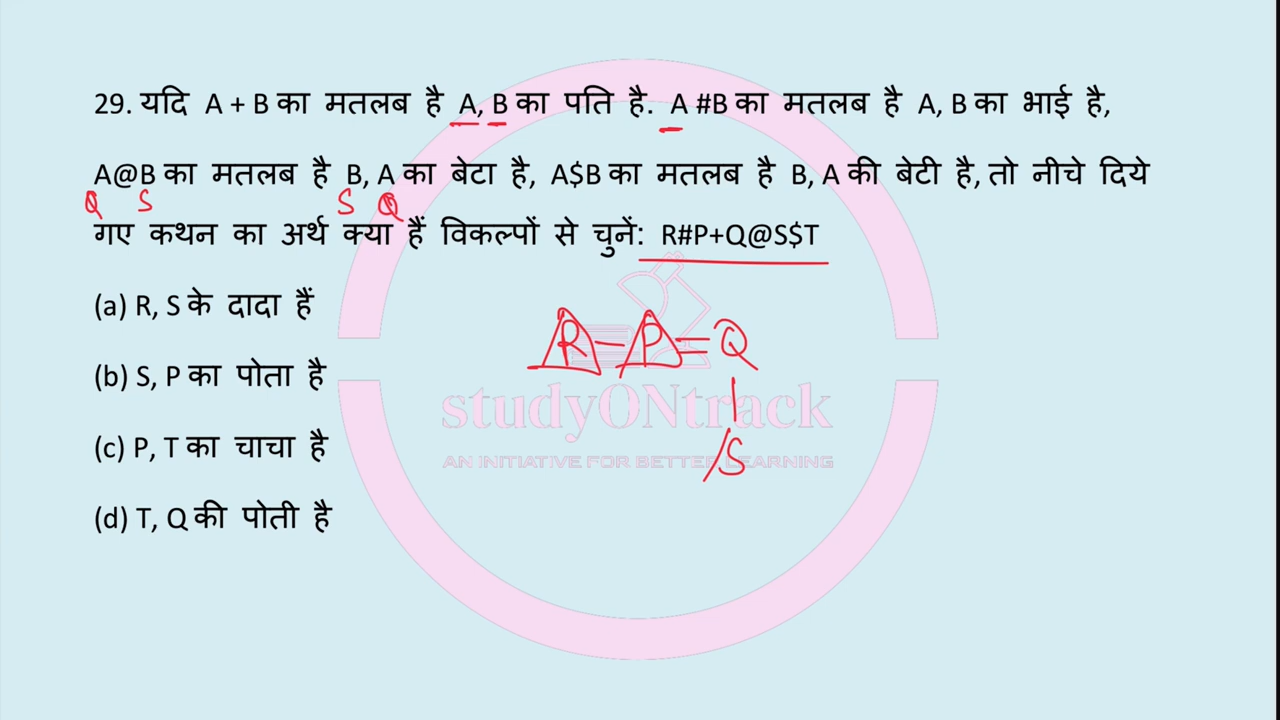 29. यदि A + B का मतलब है A, B का पति है. A #B का मतलब है A, B का भाई है,
A@B का मतलब है B, A का बेटा है, A$B का मतलब है B, A की बेटी है, तो नीचे दिये
Q S S Q
गए कथन का अर्थ क्या हैं विकल्पों से चुनें: R#P+Q@S$T
(a) R, S के दादा हैं
(b) S, P का पोता है
(c) P, T का चाचा है
(d) T, Q की पोती है
R – P = Q
S
studyONtrack
AN INITIATIVE FOR BETTER LEARNING